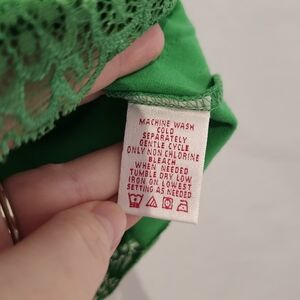 MACHINE WASH
COLD
SEPARATELY
GENTLE CYCLE
ONLY NON CHLORINE
BLEACH
WHEN NEEDED
TUMBLE DRY LOW
IRON ON LOWEST
SETTING AS NEEDED